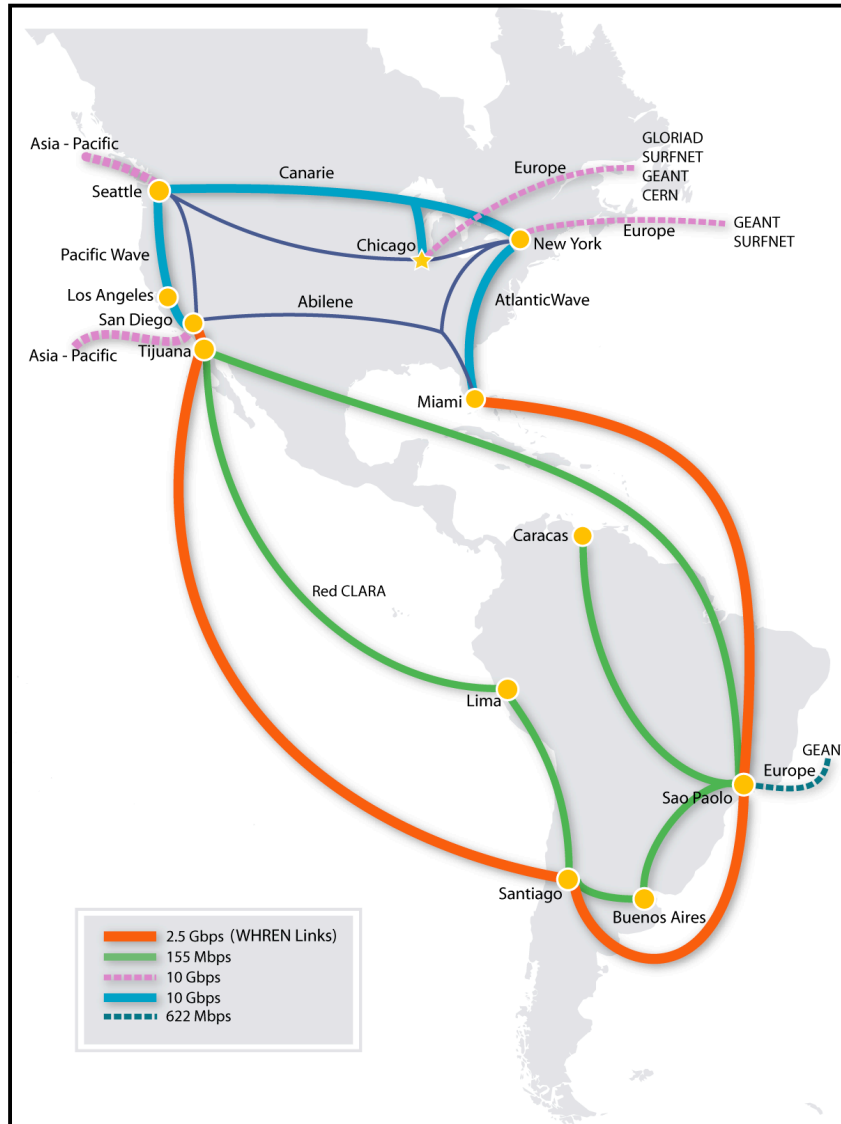 GLORIAD
SURFNET
GEANT
CERN
Asia - Pacific
Europe
Canarie
Seattle
GEANT
SURFNET
Europe
Chicago
New York
Pacific Wave
Los Angeles
Abilene
AtlanticWave
San Diego
Tijuana
Asia - Pacific
Miami
Caracas
Red CLARA
Lima
GEAN
Europe
Sao Paolo
Santiago
Buenos Aires
2.5 Gbps (WHREN Links)
155 Mbps
10 Gbps
10 Gbps
622 Mbps